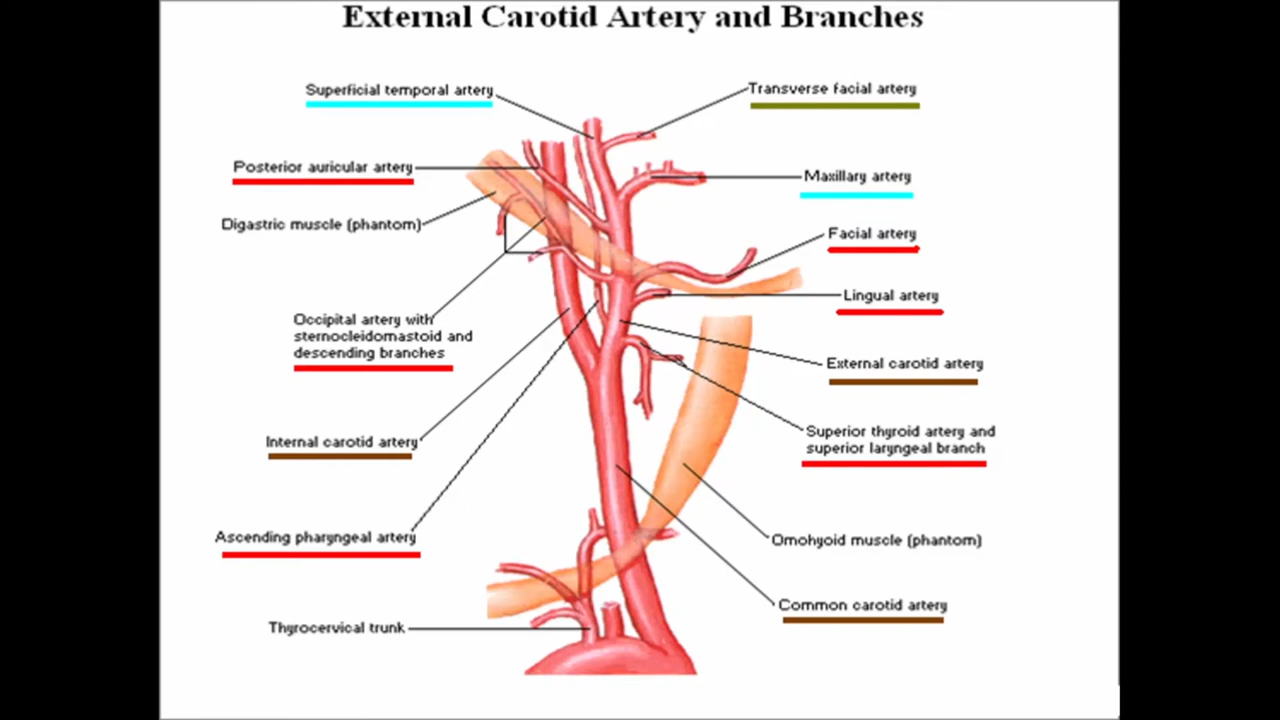 External Carotid Artery and Branches
Superficial temporal artery
Transverse facial artery
Posterior auricular artery
Maxillary artery
Digastric muscle (phantom)
Facial artery
Lingual artery
Occipital artery with
sternocleidomastoid and
descending branches
External carotid artery
Internal carotid artery
Superior thyroid artery and
superior laryngeal branch
Ascending pharyngeal artery
Omohyoid muscle (phantom)
Common carotid artery
Thyrocervical trunk